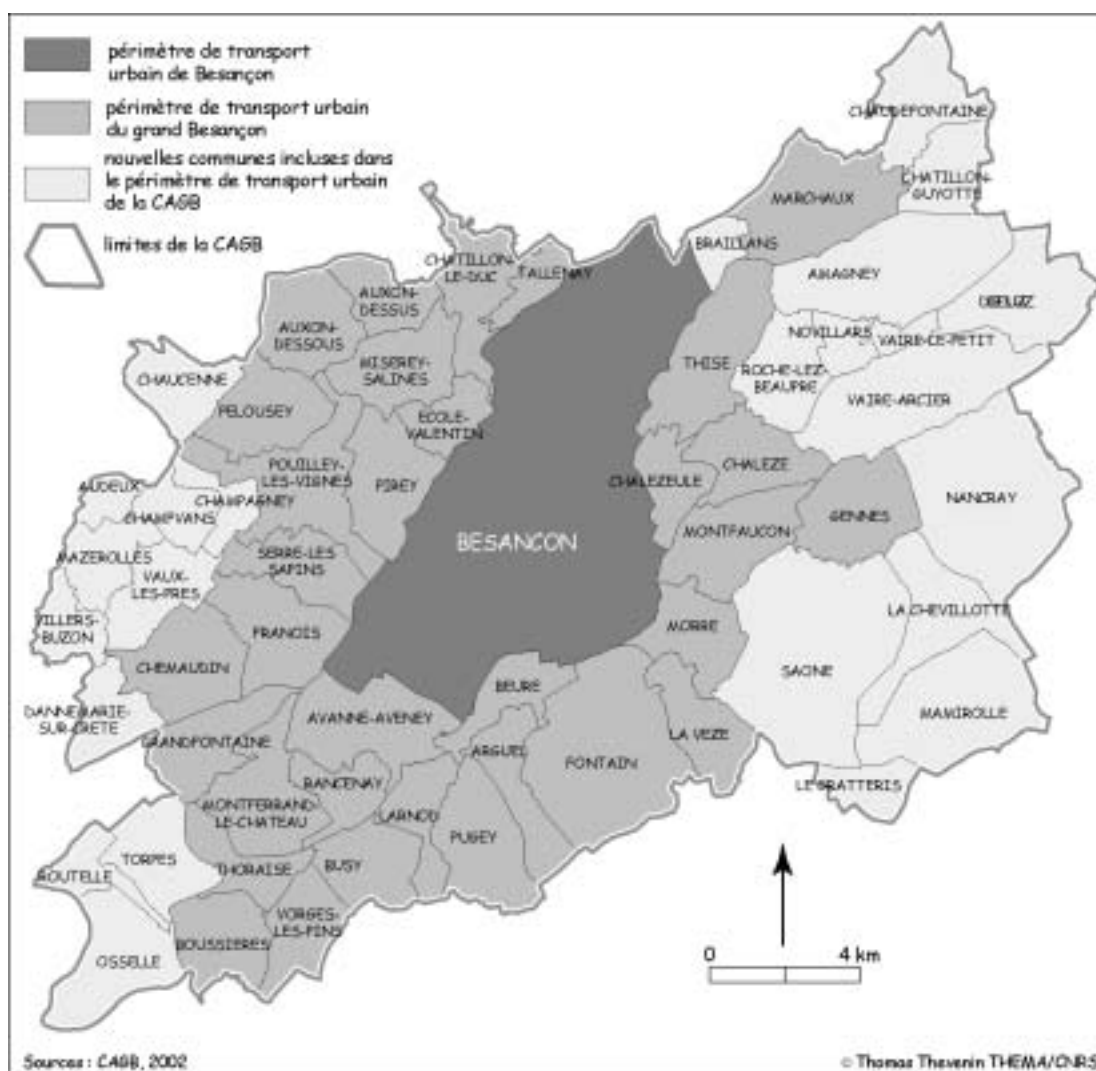 périmètre de transport
urbain de Besançon
périmètre de transport urbain
du grand Besançon
nouvelles communes incluses dans
le périmètre de transport urbain
de la CAGB
limites de la CAGB
CHAUDEFONTAINE
CHATILLON-
GUYOTTE
MARCHAUX
BRAILLANS
CHATILLON-
LE-DUC
TALLENAY
AMAGNEY
AUXON-
DESSUS
AUXON-
DESSOUS
NOVILLARS
VAIRE-LE-PETIT
MISEREY-
SALINES
THISE
ROCHE-LEZ-
BEAUPRE
CHAUCENNE
VAIRE-ARCIER
PELOUSEY
ECOLE-
VALENTIN
POUILLEY-
LES-VIGNES
PIREY
CHALEZE
CHALEZEULE
AUDEUX
CHAMPAGNEY
CHAMPVANS
NANCRAY
GENNES
MONTFAUCON
BESANCON
MAZEROLLES
SERRE-LES
SAPINS
VAUX-
LES-PRES
VILLERS-
BUZON
LA CHEVILLOTTE
FRANOIS
MORRE
CHEMAUDIN
SAONE
BEURE
DANNEMARIE-
SUR-CRETE
AVANNE-AVENEY
MAMIROLLE
GRANDFONTAINE
ARGUEL
LA VEZE
FONTAIN
RANCENAY
LE GRATTERIS
MONTFERRAND-
LE-CHATEAU
LARNOD
PUGEY
TORPES
THORAISE
BUSY
ROUTELLE
VORGES-
LES-PINS
BOUSSIERES
OSSELLE
0 4 km
Sources : CAGB, 2002
© Thomas Thevenin THEMA/CNRS